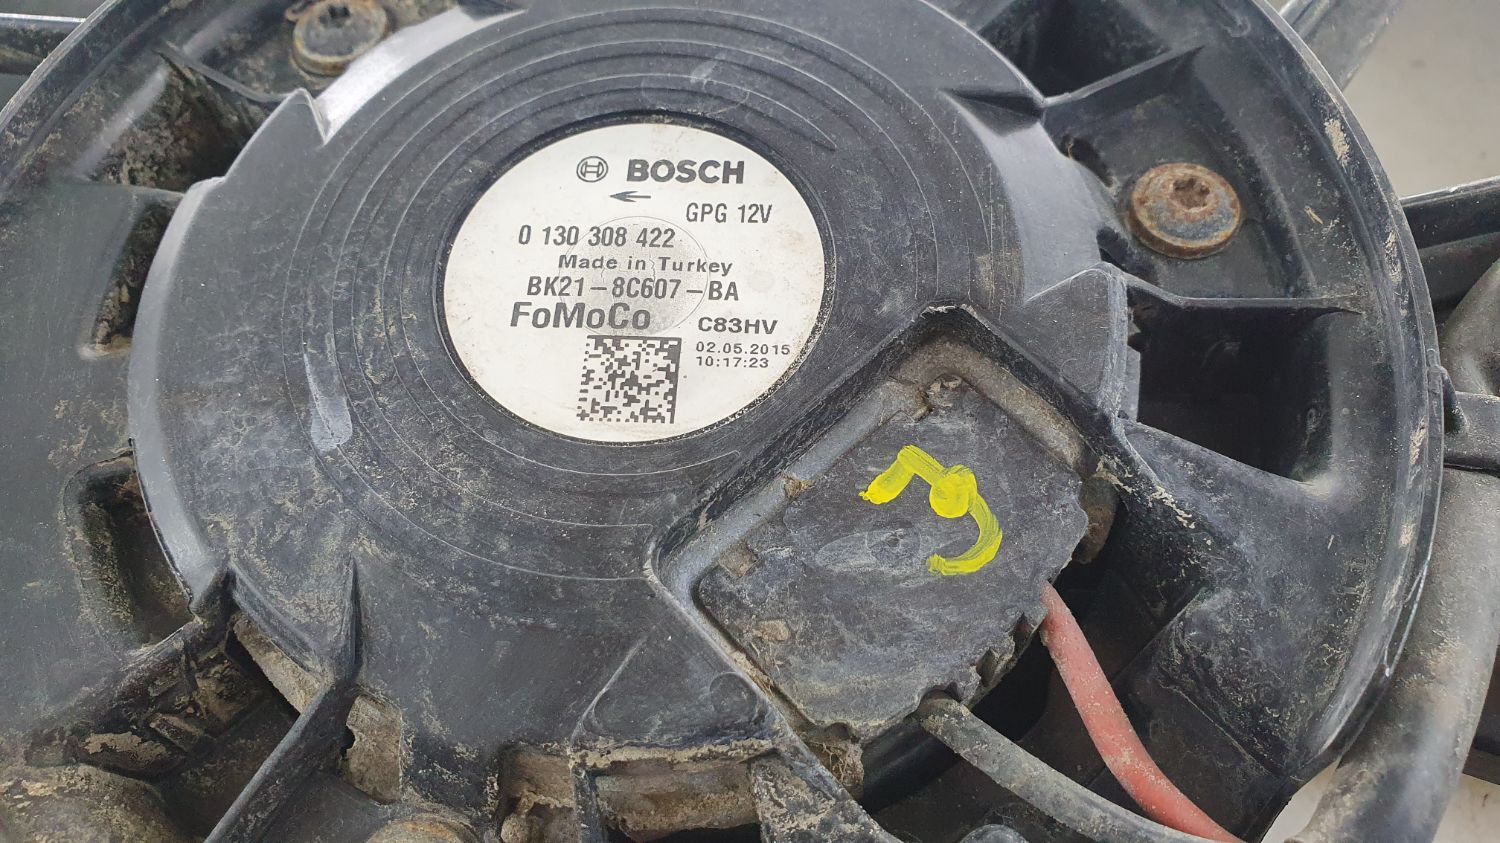 BOSCH
GPG 12V
0 130 308 422
Made in Turkey
BK21-8C607-BA
FoMoCo C83HV
02.05.2015
10:17:23